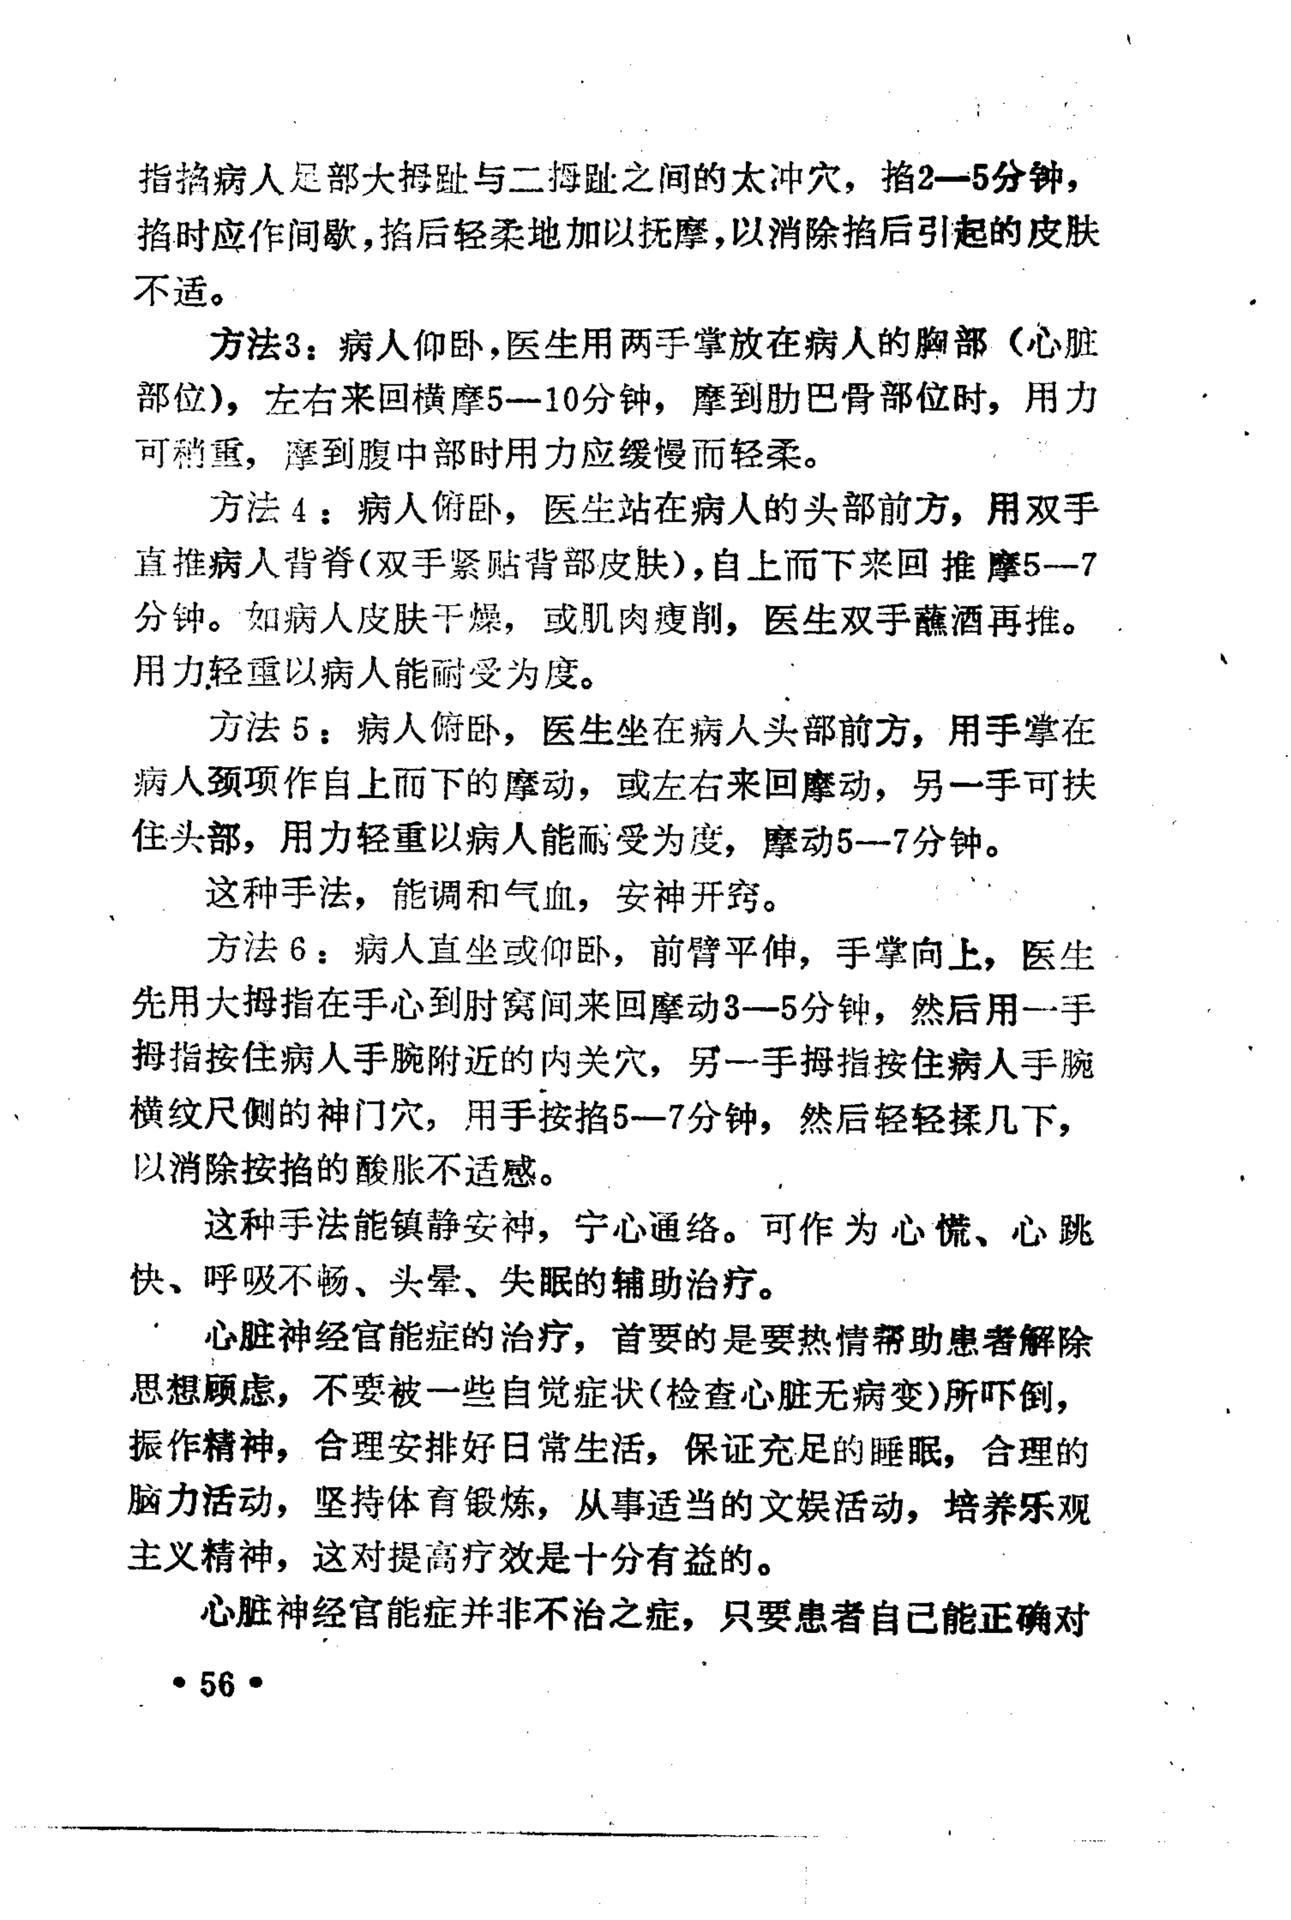 指掐病人足部大拇趾与二拇趾之间的太冲穴，掐2—5分钟，
掐时应作间歇，掐后轻柔地加以抚摩，以消除掐后引起的皮肤
不适。
方法3：病人仰卧，医生用两手掌放在病人的胸部（心脏
部位），左右来回横摩5—10分钟，摩到肋巴骨部位时，用力
可稍重，摩到腹中部时用力应缓慢而轻柔。
方法4：病人俯卧，医生站在病人的头部前方，用双手
直推病人背脊（双手紧贴背部皮肤），自上而下来回推摩5—7
分钟。如病人皮肤干燥，或肌肉瘦削，医生双手蘸酒再推。
用力轻重以病人能耐受为度。
方法5：病人俯卧，医生坐在病人头部前方，用手掌在
病人颈项作自上而下的摩动，或左右来回摩动，另一手可扶
住头部，用力轻重以病人能耐受为度，摩动5—7分钟。
这种手法，能调和气血，安神开窍。
方法6：病人直坐或仰卧，前臂平伸，手掌向上，医生
先用大拇指在手心到肘窝间来回摩动3—5分钟，然后用一手
拇指按住病人手腕附近的内关穴，另一手拇指按住病人手腕
横纹尺侧的神门穴，用手按掐5—7分钟，然后轻轻揉几下，
以消除按掐的酸胀不适感。
这种手法能镇静安神，宁心通络。可作为心慌、心跳
快、呼吸不畅、头晕、失眠的辅助治疗。
心脏神经官能症的治疗，首要的是要热情帮助患者解除
思想顾虑，不要被一些自觉症状（检查心脏无病变）所吓倒，
振作精神，合理安排好日常生活，保证充足的睡眠，合理的
脑力活动，坚持体育锻炼，从事适当的文娱活动，培养乐观
主义精神，这对提高疗效是十分有益的。
心脏神经官能症并非不治之症，只要患者自己能正确对
•56•